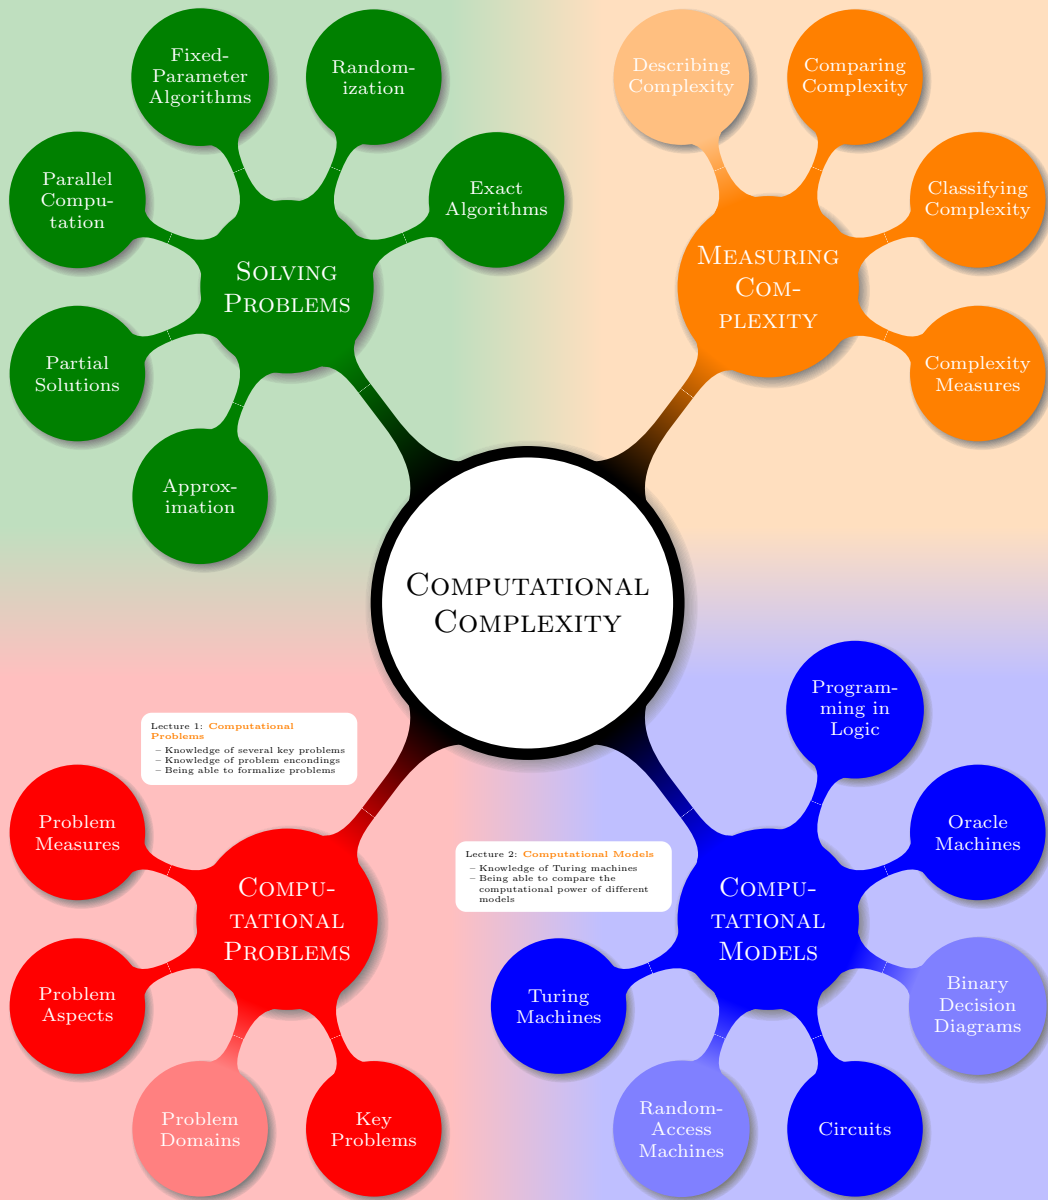 Fixed-
Parameter
Algorithms
Random-
ization
Describing
Complexity
Comparing
Complexity
Parallel
Compu-
tation
Exact
Algorithms
Classifying
Complexity
SOLVING
PROBLEMS
MEASURING
COM-
PLEXITY
Partial
Solutions
Complexity
Measures
Approx-
imation
COMPUTATIONAL
COMPLEXITY
Program-
ming in
Logic
Lecture 1: Computational
Problems
– Knowledge of several key problems
– Knowledge of problem encodings
– Being able to formalize problems
Problem
Measures
Oracle
Machines
Lecture 2: Computational Models
– Knowledge of Turing machines
– Being able to compare the
computational power of different
models
COMPU-
TATIONAL
PROBLEMS
COMPU-
TATIONAL
MODELS
Problem
Aspects
Turing
Machines
Binary
Decision
Diagrams
Problem
Domains
Key
Problems
Random-
Access
Machines
Circuits